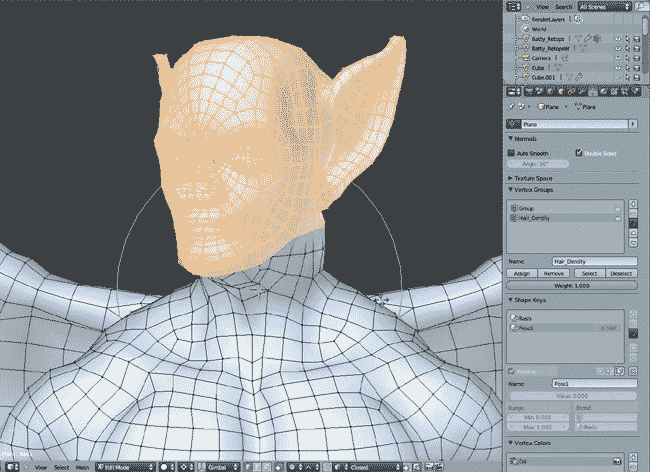 View Search All Scenes
RenderLayers
World
Batty_Retopo
Batty_RetopoW
Camera
Cube
Cube.001
Plane Plane
Plane F
Normals
Auto Smooth Double Sided
Angle: 30°
Texture Space
Vertex Groups
Group
Hair_Density
Name: Hair_Density
Assign Remove Select Deselect
Weight: 1.000
Shape Keys
Basis
Pose1 0.000
Relative
Name: Pose1
Value: 0.000
Range: Blend:
Min: 0.000
Max: 1.000 Basis
Vertex Colors
Col
View Select Mesh Edit Mode Gimbal Closest